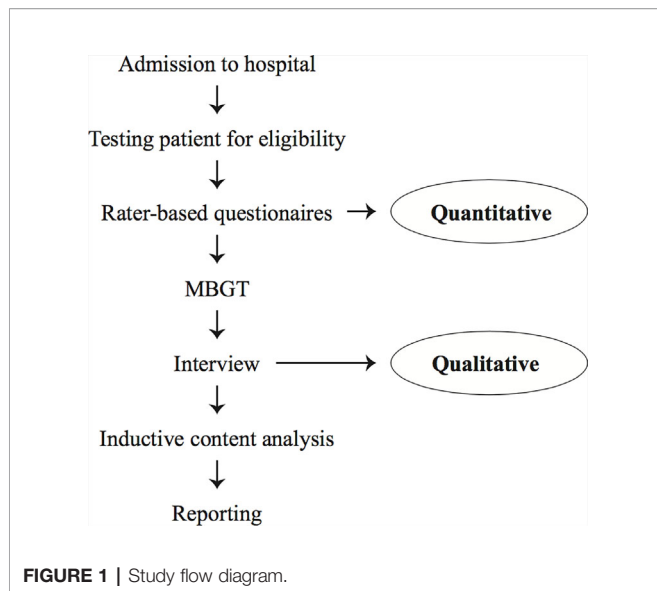 Admission to hospital
Testing patient for eligibility
Rater-based questionaires
Quantitative
MBGT
Interview
Qualitative
Inductive content analysis
Reporting
FIGURE 1 | Study flow diagram.